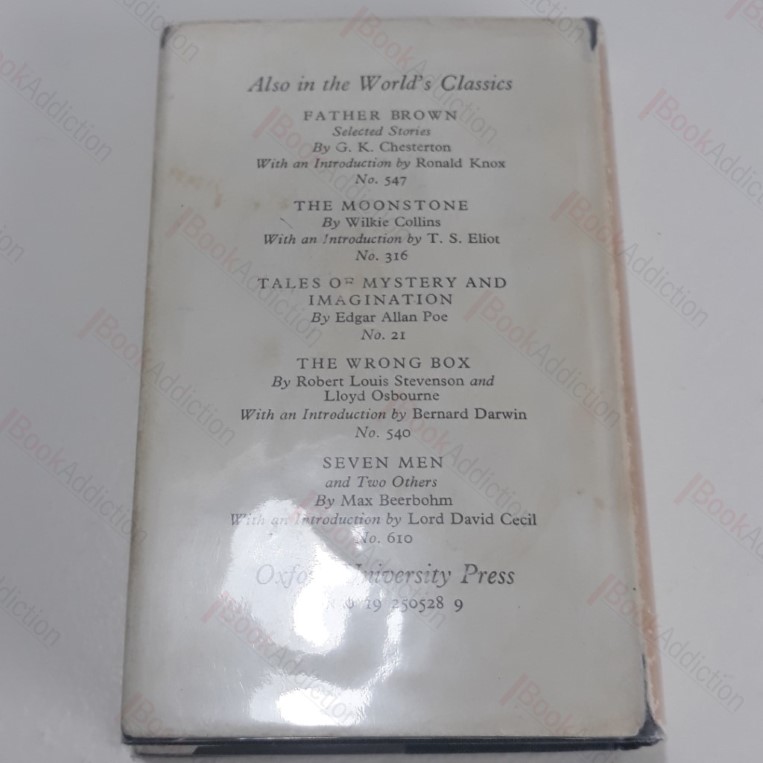 Also in the World's Classics
FATHER BROWN
Selected Stories
By G. K. Chesterton
With an Introduction by Ronald Knox
No. 547
THE MOONSTONE
By Wilkie Collins
With an Introduction by T. S. Eliot
No. 316
TALES OF MYSTERY AND
IMAGINATION
By Edgar Allan Poe
No. 21
THE WRONG BOX
By Robert Louis Stevenson and
Lloyd Osbourne
With an Introduction by Bernard Darwin
No. 540
SEVEN MEN
and Two Others
By Max Beerbohm
With an Introduction by Lord David Cecil
No. 610
Oxford University Press
19 250528 9
iBookAddiction